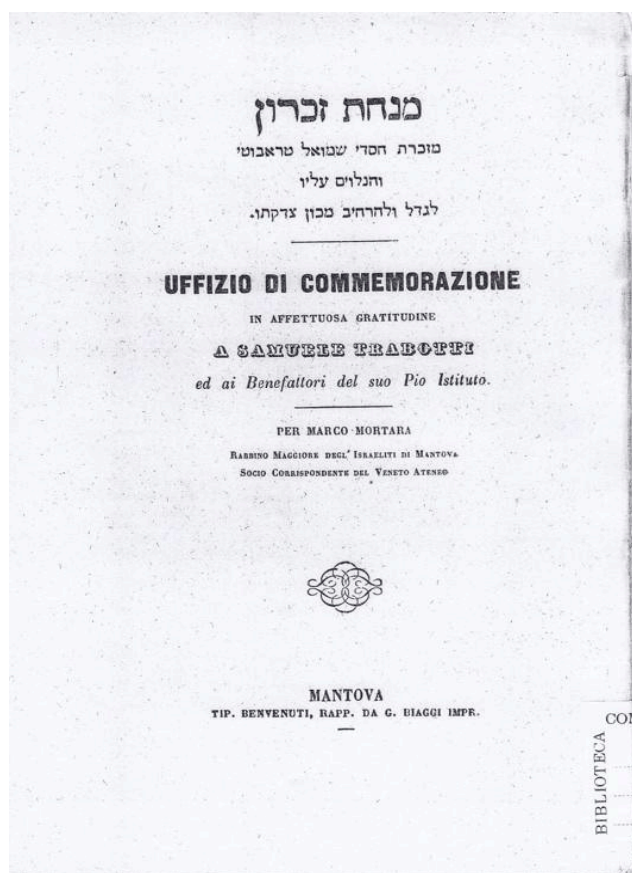 מנחת זכרון
מזכרת חסדי שמואל טראבוטי
והנלוים עליו
לגדל ולהרחיב מכון צדקתו.
UFFIZIO DI COMMEMORAZIONE
IN AFFETTUOSA GRATITUDINE
A SAMUELE TRABOTTI
ed ai Benefattori del suo Pio Istituto.
PER MARCO MORTARA
RABBINO MAGGIORE DEGL' ISRAELITI DI MANTOVA
SOCIO CORRISPONDENTE DEL VENETO ATENEO
MANTOVA
TIP. BENVENUTI, RAPP. DA G. BIAGGI IMPR.
BIBLIOTECA